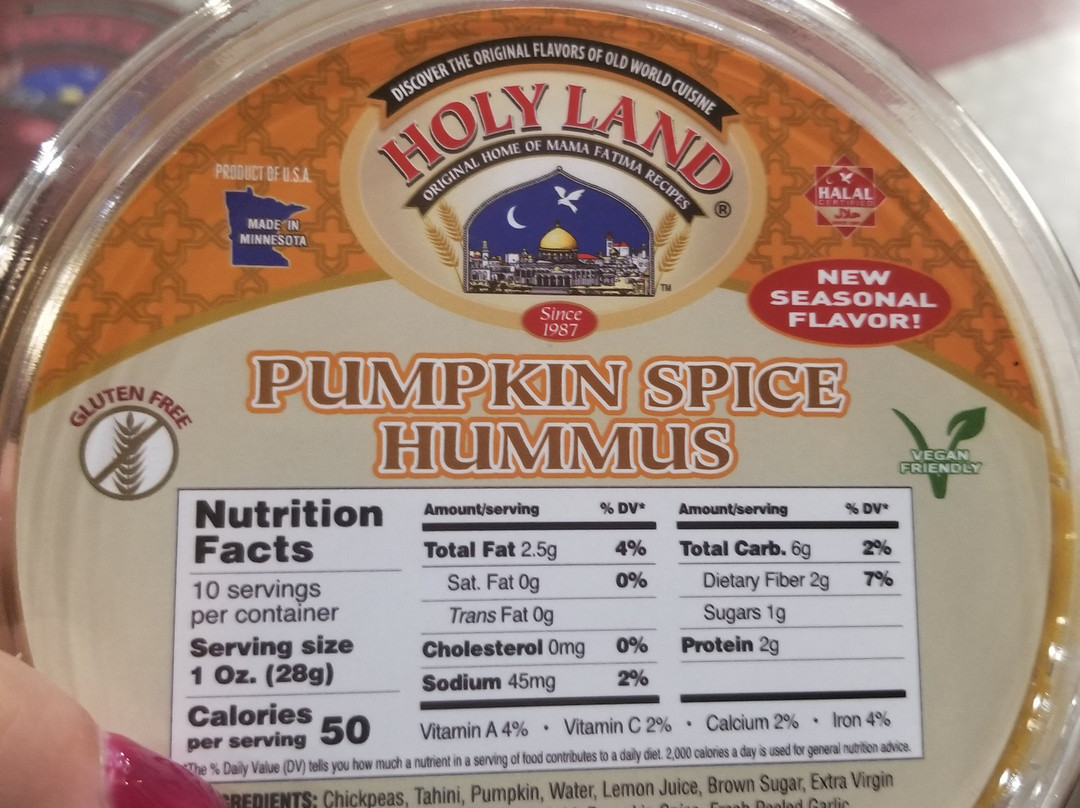 DISCOVER THE ORIGINAL FLAVORS OF OLD WORLD CUISINE
HOLY LAND®
ORIGINAL HOME OF MAMA FATIMA RECIPES
TM
Since
1987
PRODUCT OF U.S.A.
MADE IN
MINNESOTA
HALAL
CERTIFIED
حلال
NEW
SEASONAL
FLAVOR!
GLUTEN FREE
PUMPKIN SPICE
HUMMUS
VEGAN
FRIENDLY
Nutrition
Facts
10 servings
per container
Serving size
1 Oz. (28g)
Calories
per serving 50
Amount/serving % DV*
Total Fat 2.5g 4%
Sat. Fat 0g 0%
Trans Fat 0g
Cholesterol 0mg 0%
Sodium 45mg 2%
Amount/serving % DV*
Total Carb. 6g 2%
Dietary Fiber 2g 7%
Sugars 1g
Protein 2g
Vitamin A 4% • Vitamin C 2% • Calcium 2% • Iron 4%
*The % Daily Value (DV) tells you how much a nutrient in a serving of food contributes to a daily diet. 2,000 calories a day is used for general nutrition advice.
REDIENTS: Chickpeas, Tahini, Pumpkin, Water, Lemon Juice, Brown Sugar, Extra Virgin
Fresh Peeled Garlic